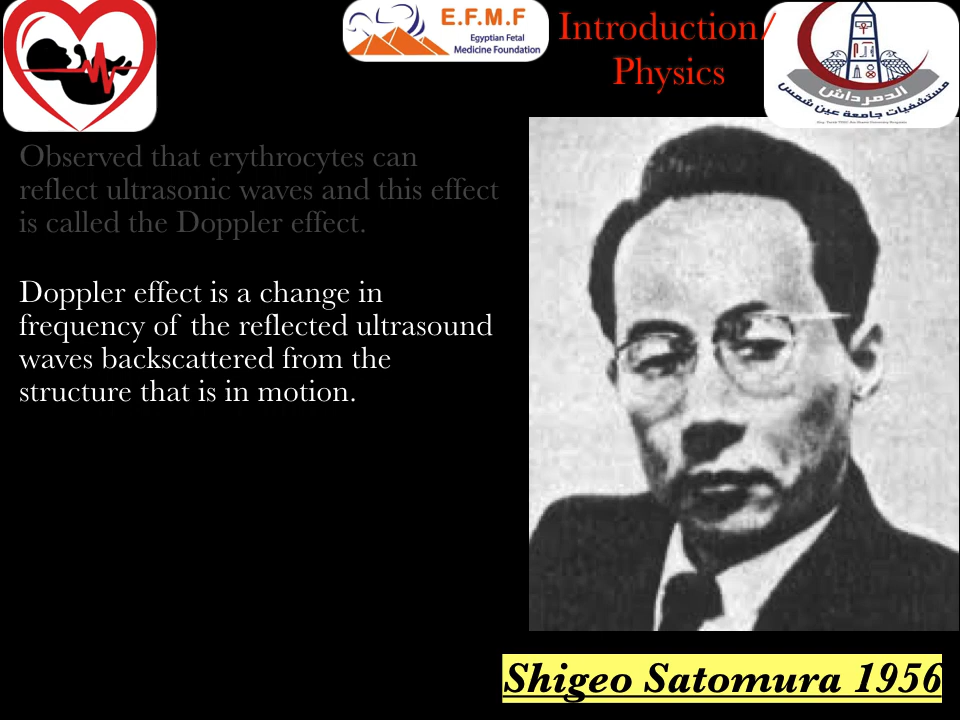 E.F.M.F
Egyptian Fetal
Medicine Foundation
Introduction/
Physics
الدمرداش
مستشفيات جامعة عين شمس
Observed that erythrocytes can
reflect ultrasonic waves and this effect
is called the Doppler effect.
Doppler effect is a change in
frequency of the reflected ultrasound
waves backscattered from the
structure that is in motion.
Shigeo Satomura 1956